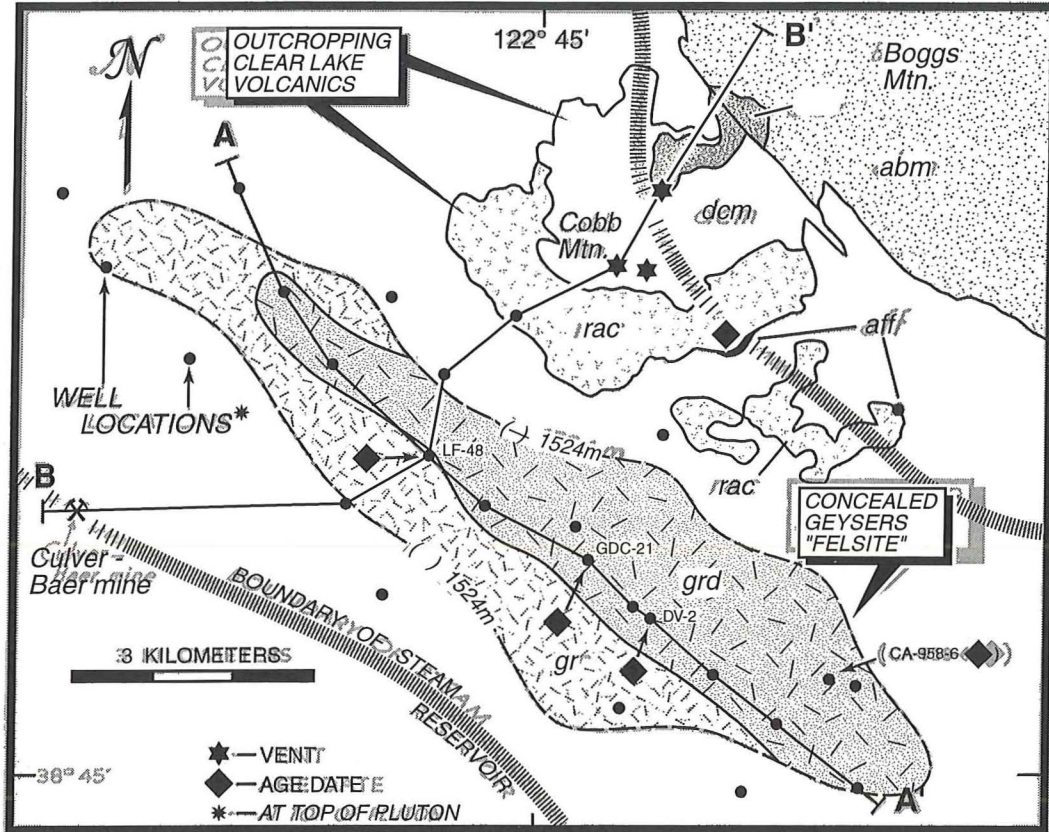 N
OUTCROPPING
CLEAR LAKE
VOLCANICS
122° 45'
B'
Boggs
Mtn.
abm
A
Cobb
Mtn.
dcm
rac
aff
WELL
LOCATIONS*
(-) 1524m
LF-48
rac
B
CONCEALED
GEYSERS
"FELSITE"
Culver-
Baer mine
GDC-21
grd
(-) 1524m
DV-2
BOUNDARY OF STEAM
RESERVOIR
gr
(CA-958-6 )
3 KILOMETERS
VENT
AGE DATE
38° 45'
* — AT TOP OF PLUTON
A'